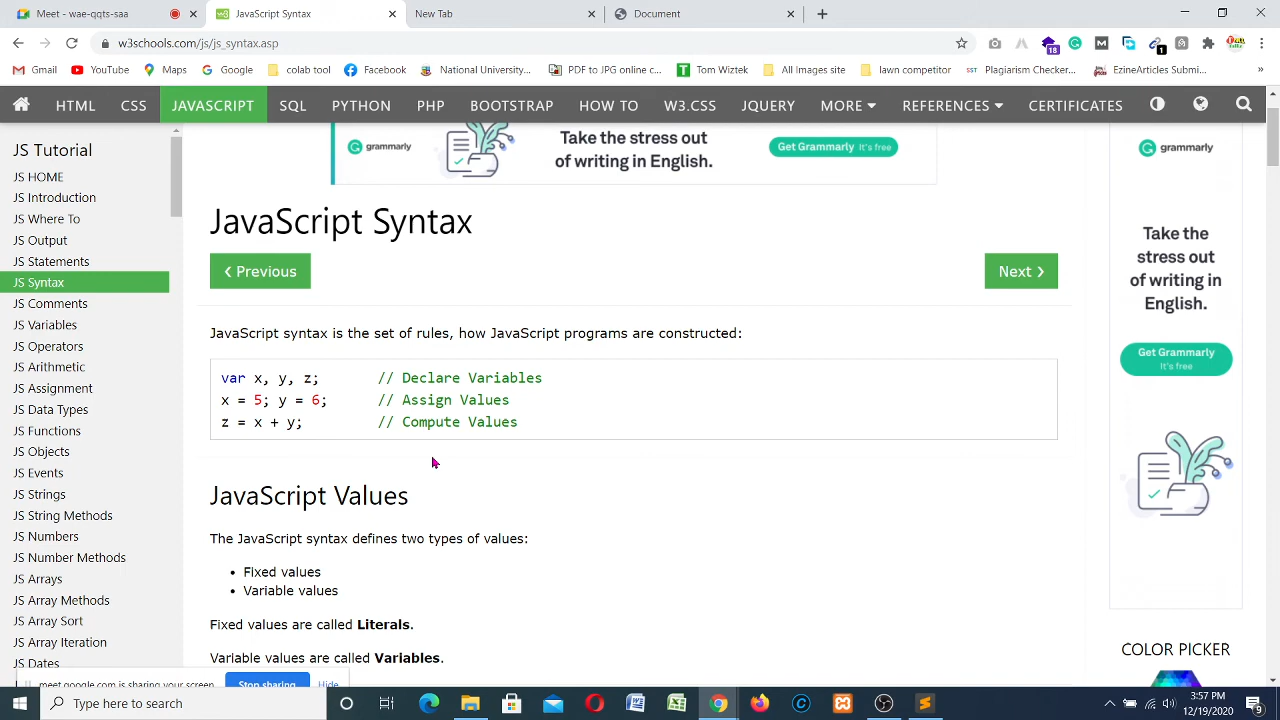 Meet - wae-qqts-wae
JavaScript Syntax
New Tab
Document
w3schools.com/js/js_syntax.asp
18
1
Gmail
YouTube
Maps
Google
colab tool
Facebook
National University...
PDF to JPG online c...
Tom Wiztek
All Images site
lawn competitor
SST
Plagiarism Checker...
EzineArticles Submi...
»
HTML
CSS
JAVASCRIPT
SQL
PYTHON
PHP
BOOTSTRAP
HOW TO
W3.CSS
JQUERY
MORE
REFERENCES
CERTIFICATES
JS Tutorial
JS HOME
JS Introduction
JS Where To
JS Output
JS Statements
JS Syntax
JS Comments
JS Variables
JS Operators
JS Arithmetic
JS Assignment
JS Data Types
JS Functions
JS Objects
JS Events
JS Strings
JS String Methods
JS Numbers
JS Number Methods
JS Arrays
JS Array Methods
JS Array Sort
JS Array Iteration
JS Dates
grammarly
Take the stress out
of writing in English.
Get Grammarly It's free
JavaScript Syntax
❮ Previous
Next ❯
JavaScript syntax is the set of rules, how JavaScript programs are constructed:
var x, y, z; // Declare Variables
x = 5; y = 6; // Assign Values
z = x + y; // Compute Values
JavaScript Values
The JavaScript syntax defines two types of values:
• Fixed values
• Variable values
Fixed values are called Literals.
Variable values are called Variables.
grammarly
Take the
stress out
of writing in
English.
Get Grammarly
It's free
COLOR PICKER
meet.google.com is sharing your screen.
Stop sharing
Hide
Type here to search
3:57 PM
12/19/2020